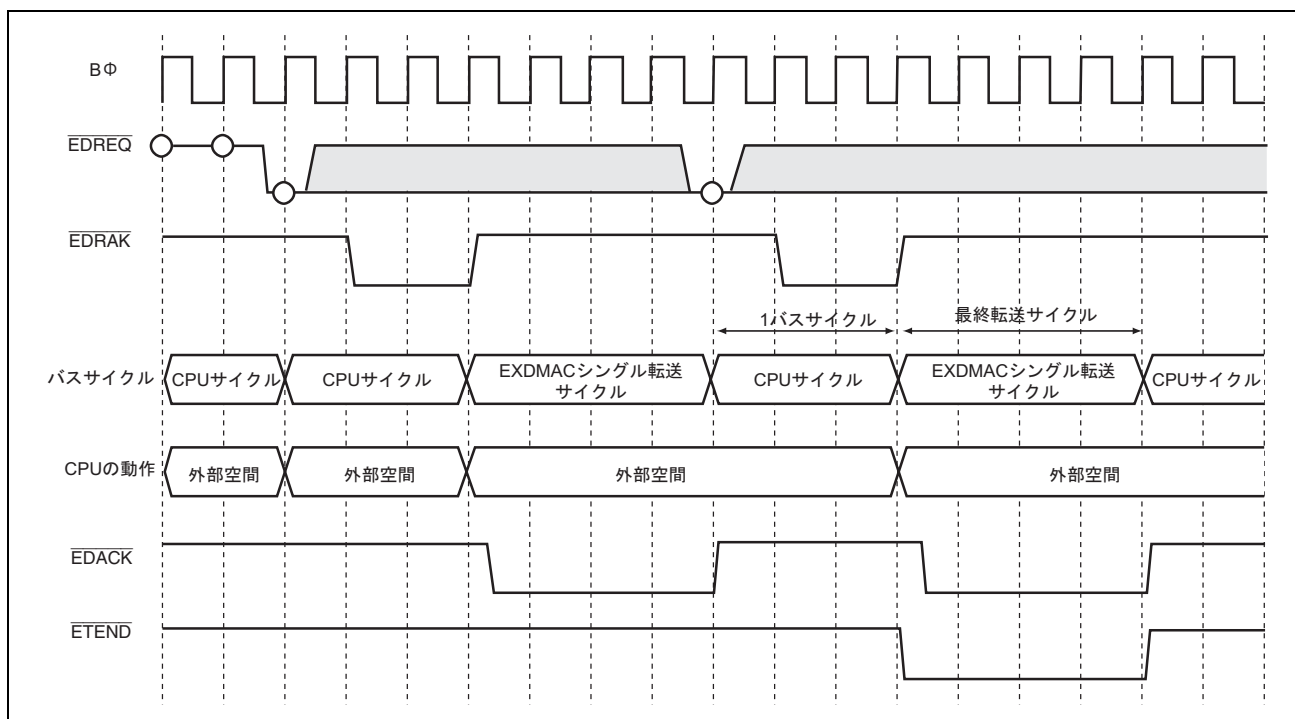 BΦ
EDREQ
EDRAK
1バスサイクル
最終転送サイクル
バスサイクル
CPUサイクル
CPUサイクル
EXDMACシングル転送
サイクル
CPUサイクル
EXDMACシングル転送
サイクル
CPUサイクル
CPUの動作
外部空間
外部空間
外部空間
外部空間
EDACK
ETEND